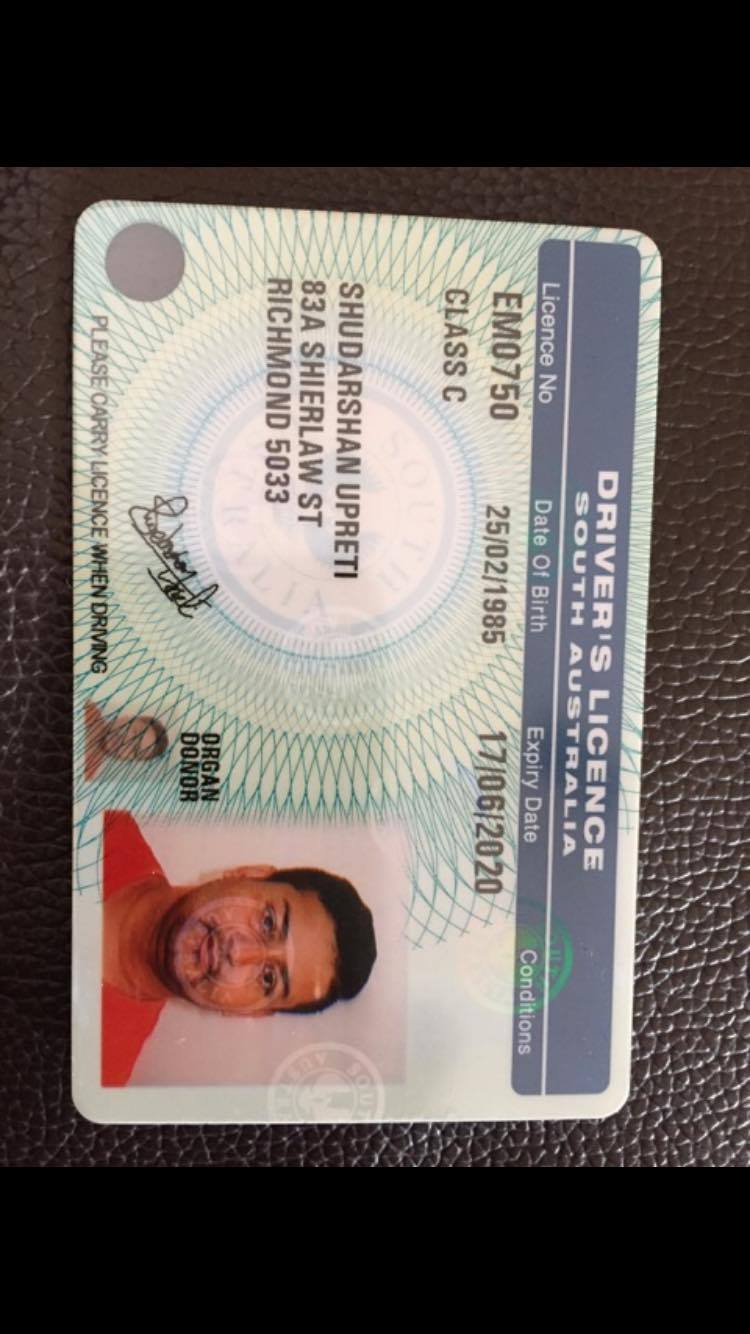 DRIVER'S LICENCE
SOUTH AUSTRALIA
Licence No Date Of Birth Expiry Date Conditions
EM0750 25/02/1985 17/06/2020
CLASS C
SHUDARSHAN UPRETI
83A SHIERLAW ST
RICHMOND 5033
ORGAN
DONOR
PLEASE CARRY LICENCE WHEN DRIVING